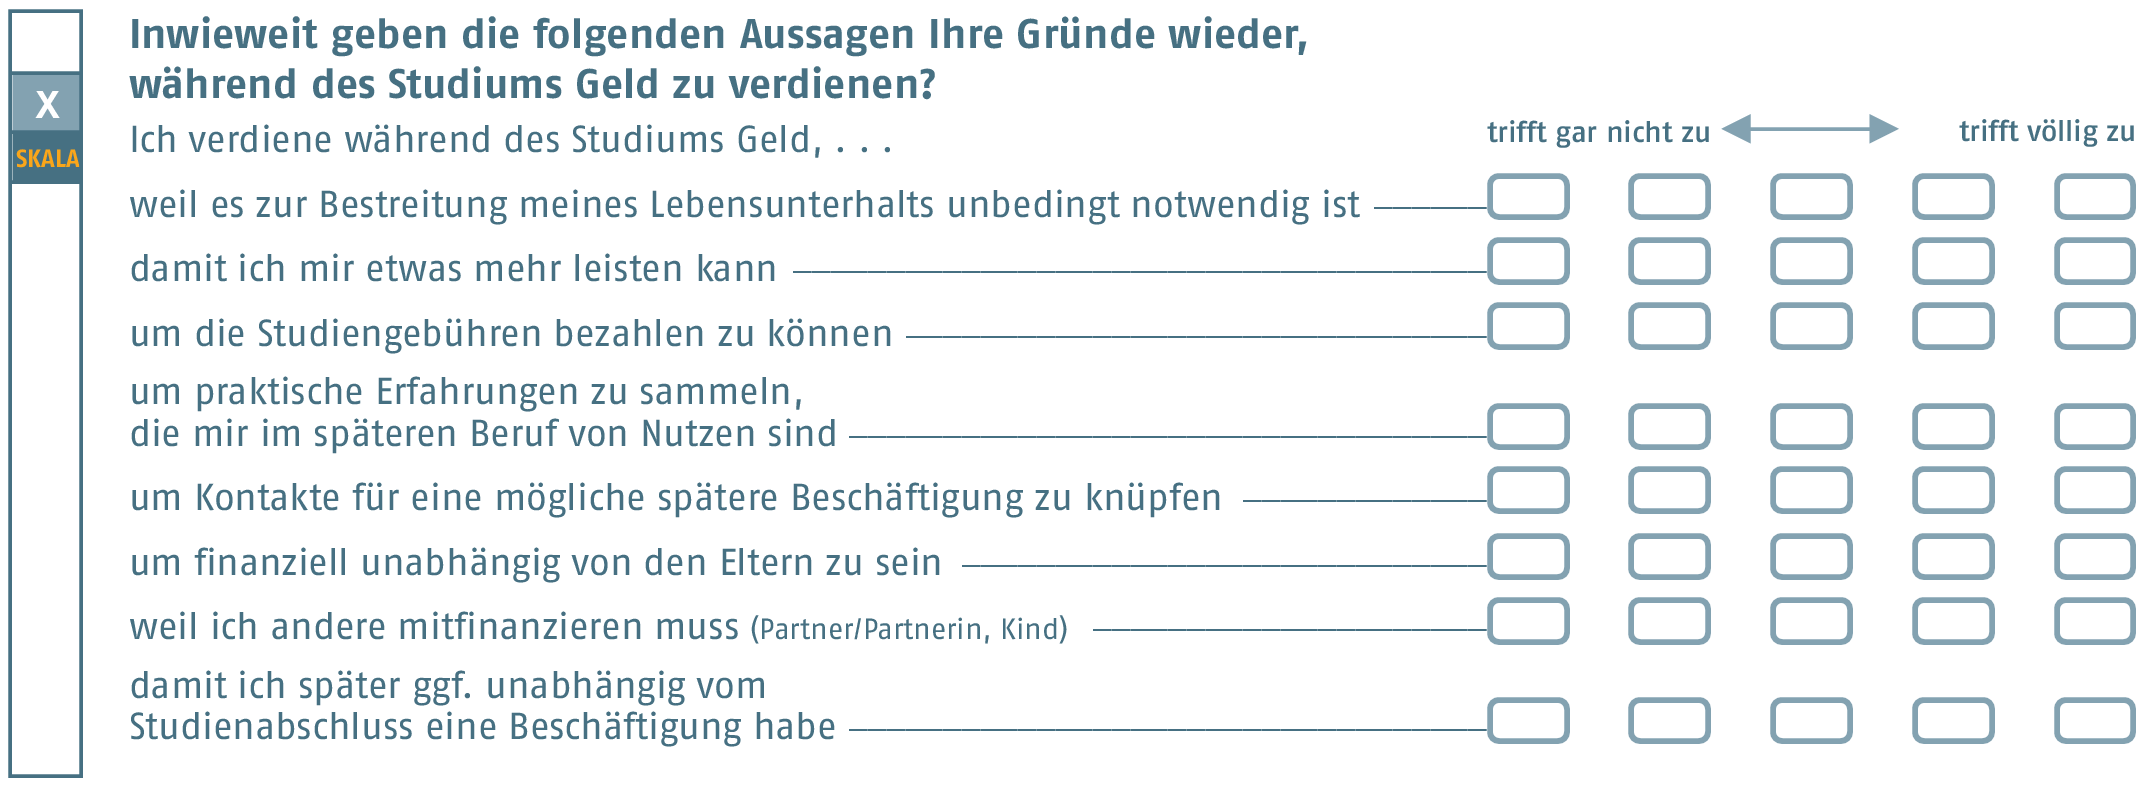 Inwieweit geben die folgenden Aussagen Ihre Gründe wieder,
während des Studiums Geld zu verdienen?
X
SKALA
Ich verdiene während des Studiums Geld, . . .
trifft gar nicht zu
trifft völlig zu
weil es zur Bestreitung meines Lebensunterhalts unbedingt notwendig ist
damit ich mir etwas mehr leisten kann
um die Studiengebühren bezahlen zu können
um praktische Erfahrungen zu sammeln,
die mir im späteren Beruf von Nutzen sind
um Kontakte für eine mögliche spätere Beschäftigung zu knüpfen
um finanziell unabhängig von den Eltern zu sein
weil ich andere mitfinanzieren muss (Partner/Partnerin, Kind)
damit ich später ggf. unabhängig vom
Studienabschluss eine Beschäftigung habe